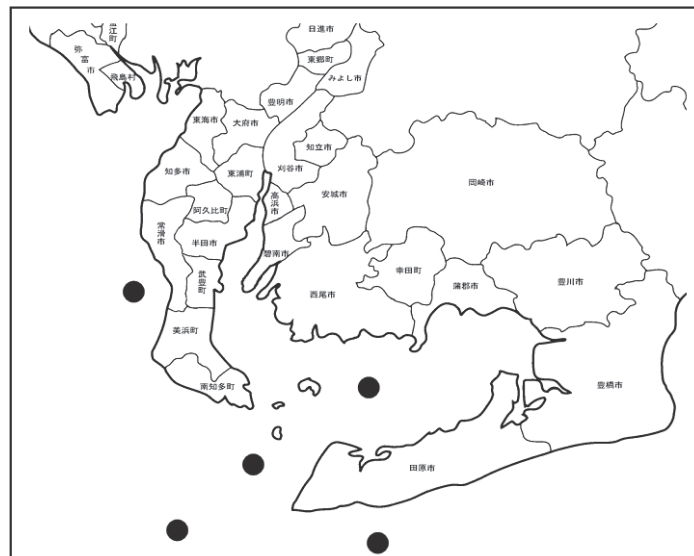 蟹江町
日進市
弥富市
東郷町
飛島村
みよし市
豊明市
東海市
大府市
知立市
知多市
東浦町
刈谷市
岡崎市
安城市
高浜市
阿久比町
常滑市
半田市
碧南市
幸田町
武豊町
西尾市
蒲郡市
豊川市
美浜町
南知多町
豊橋市
田原市